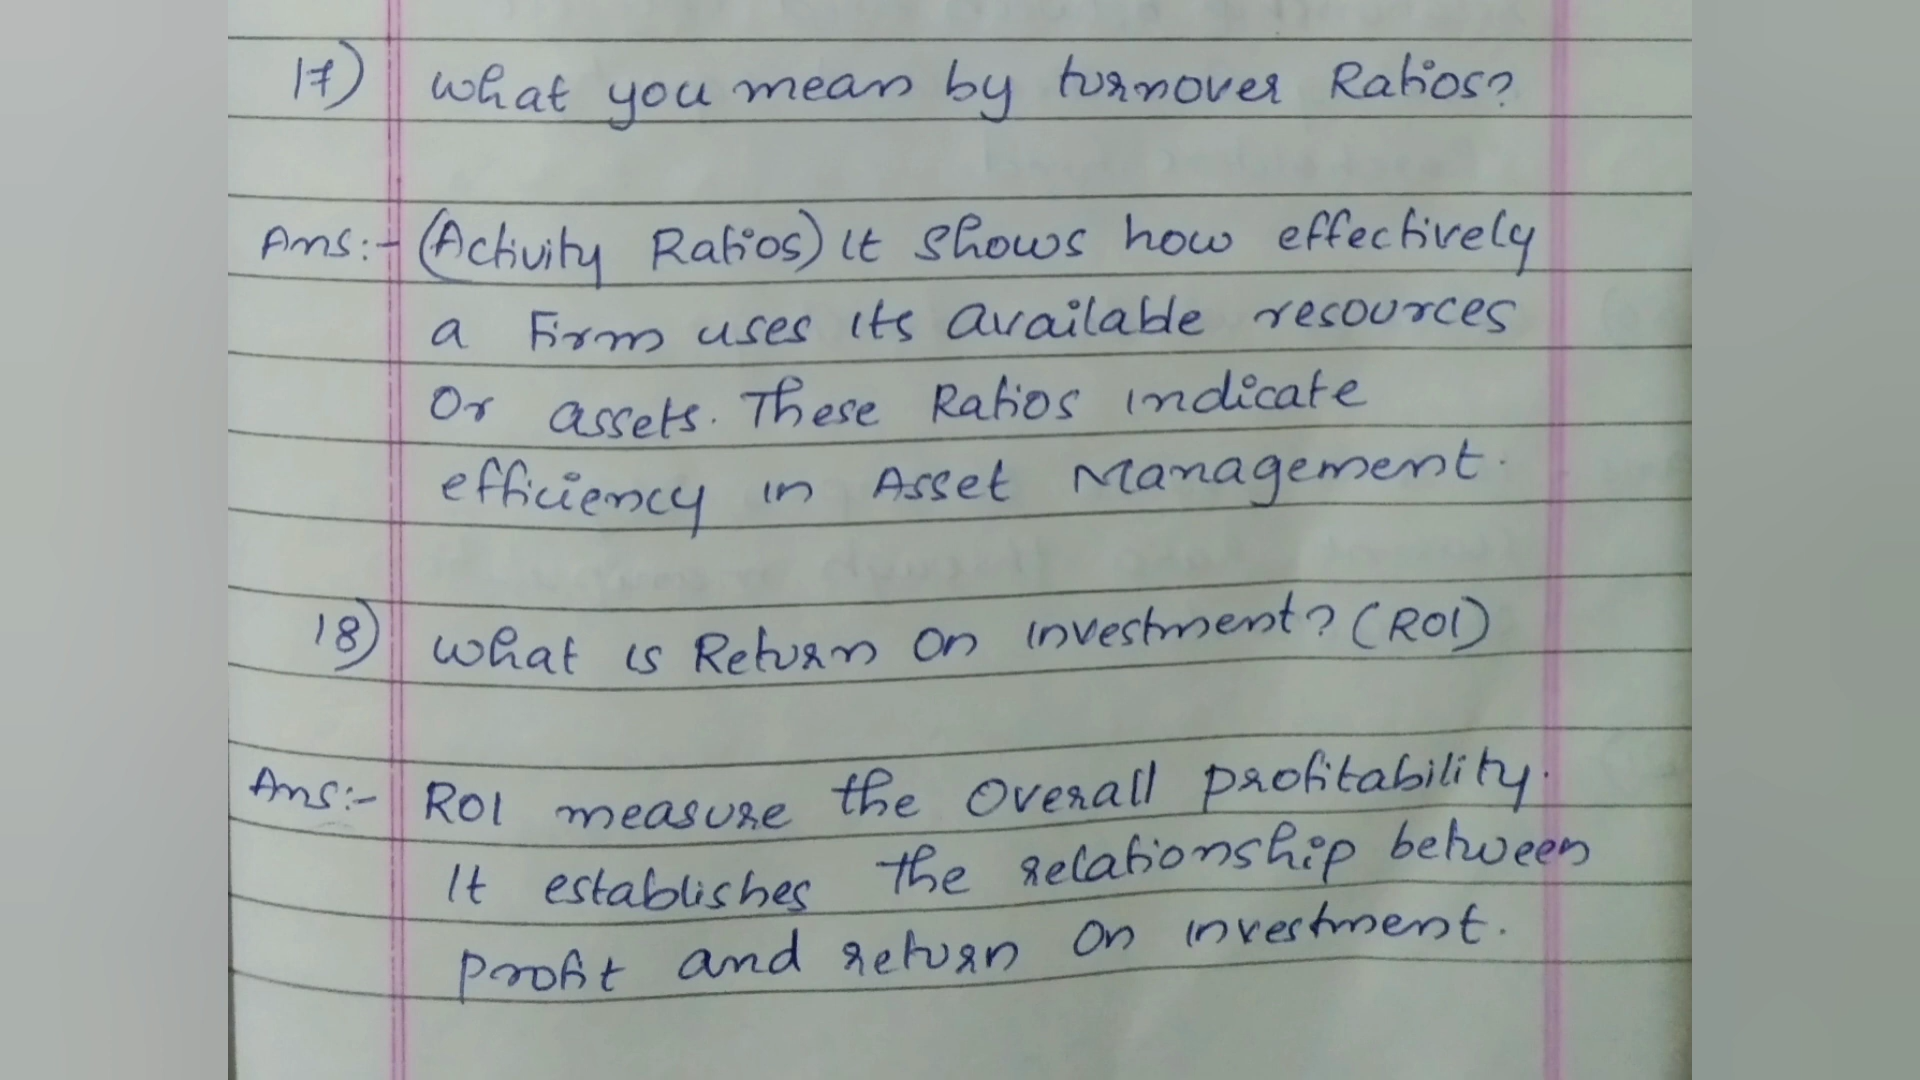 17) What you mean by turnover Ratios?
Ans:- (Activity Ratios) It shows how effectively
a Firm uses its available resources
Or assets. These Ratios indicate
efficiency in Asset Management.
18) What is Return On investment? (ROI)
Ans:- ROI measure the Overall profitability.
It establishes the relationship between
profit and return On investment.